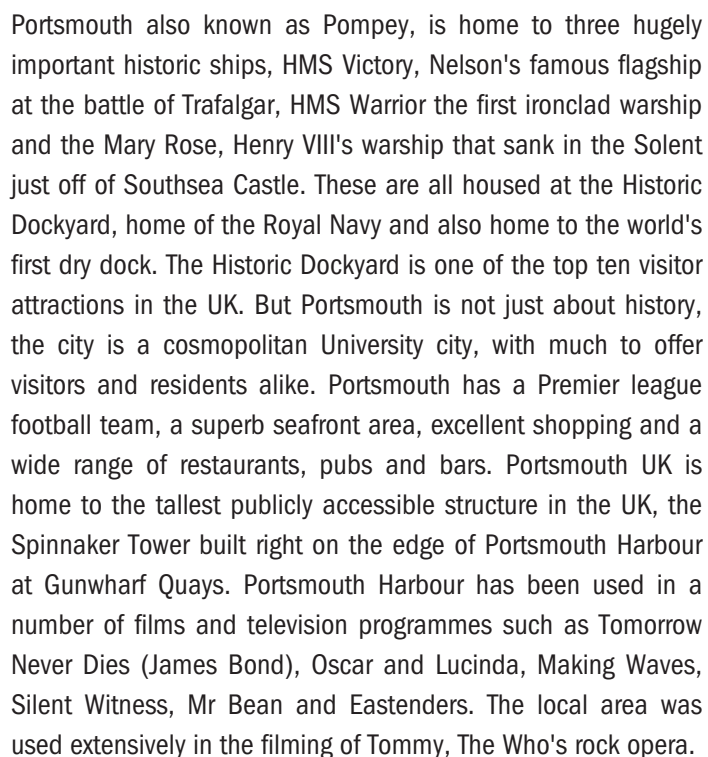 Portsmouth also known as Pompey, is home to three hugely
important historic ships, HMS Victory, Nelson's famous flagship
at the battle of Trafalgar, HMS Warrior the first ironclad warship
and the Mary Rose, Henry VIII's warship that sank in the Solent
just off of Southsea Castle. These are all housed at the Historic
Dockyard, home of the Royal Navy and also home to the world's
first dry dock. The Historic Dockyard is one of the top ten visitor
attractions in the UK. But Portsmouth is not just about history,
the city is a cosmopolitan University city, with much to offer
visitors and residents alike. Portsmouth has a Premier league
football team, a superb seafront area, excellent shopping and a
wide range of restaurants, pubs and bars. Portsmouth UK is
home to the tallest publicly accessible structure in the UK, the
Spinnaker Tower built right on the edge of Portsmouth Harbour
at Gunwharf Quays. Portsmouth Harbour has been used in a
number of films and television programmes such as Tomorrow
Never Dies (James Bond), Oscar and Lucinda, Making Waves,
Silent Witness, Mr Bean and Eastenders. The local area was
used extensively in the filming of Tommy, The Who's rock opera.